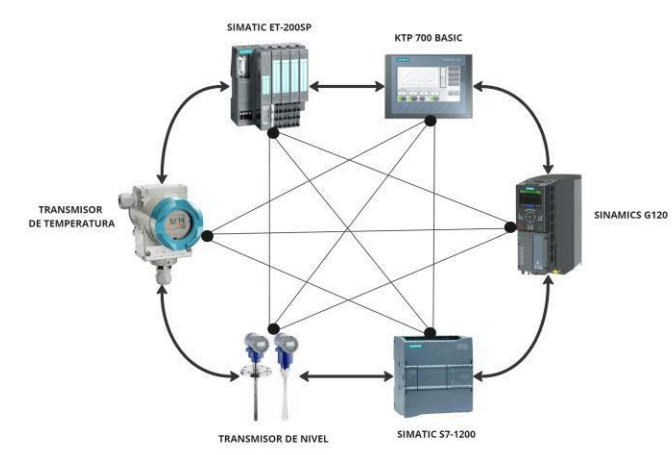 SIMATIC ET-200SP
KTP 700 BASIC
TRANSMISOR
DE TEMPERATURA
SINAMICS G120
TRANSMISOR DE NIVEL
SIMATIC S7-1200